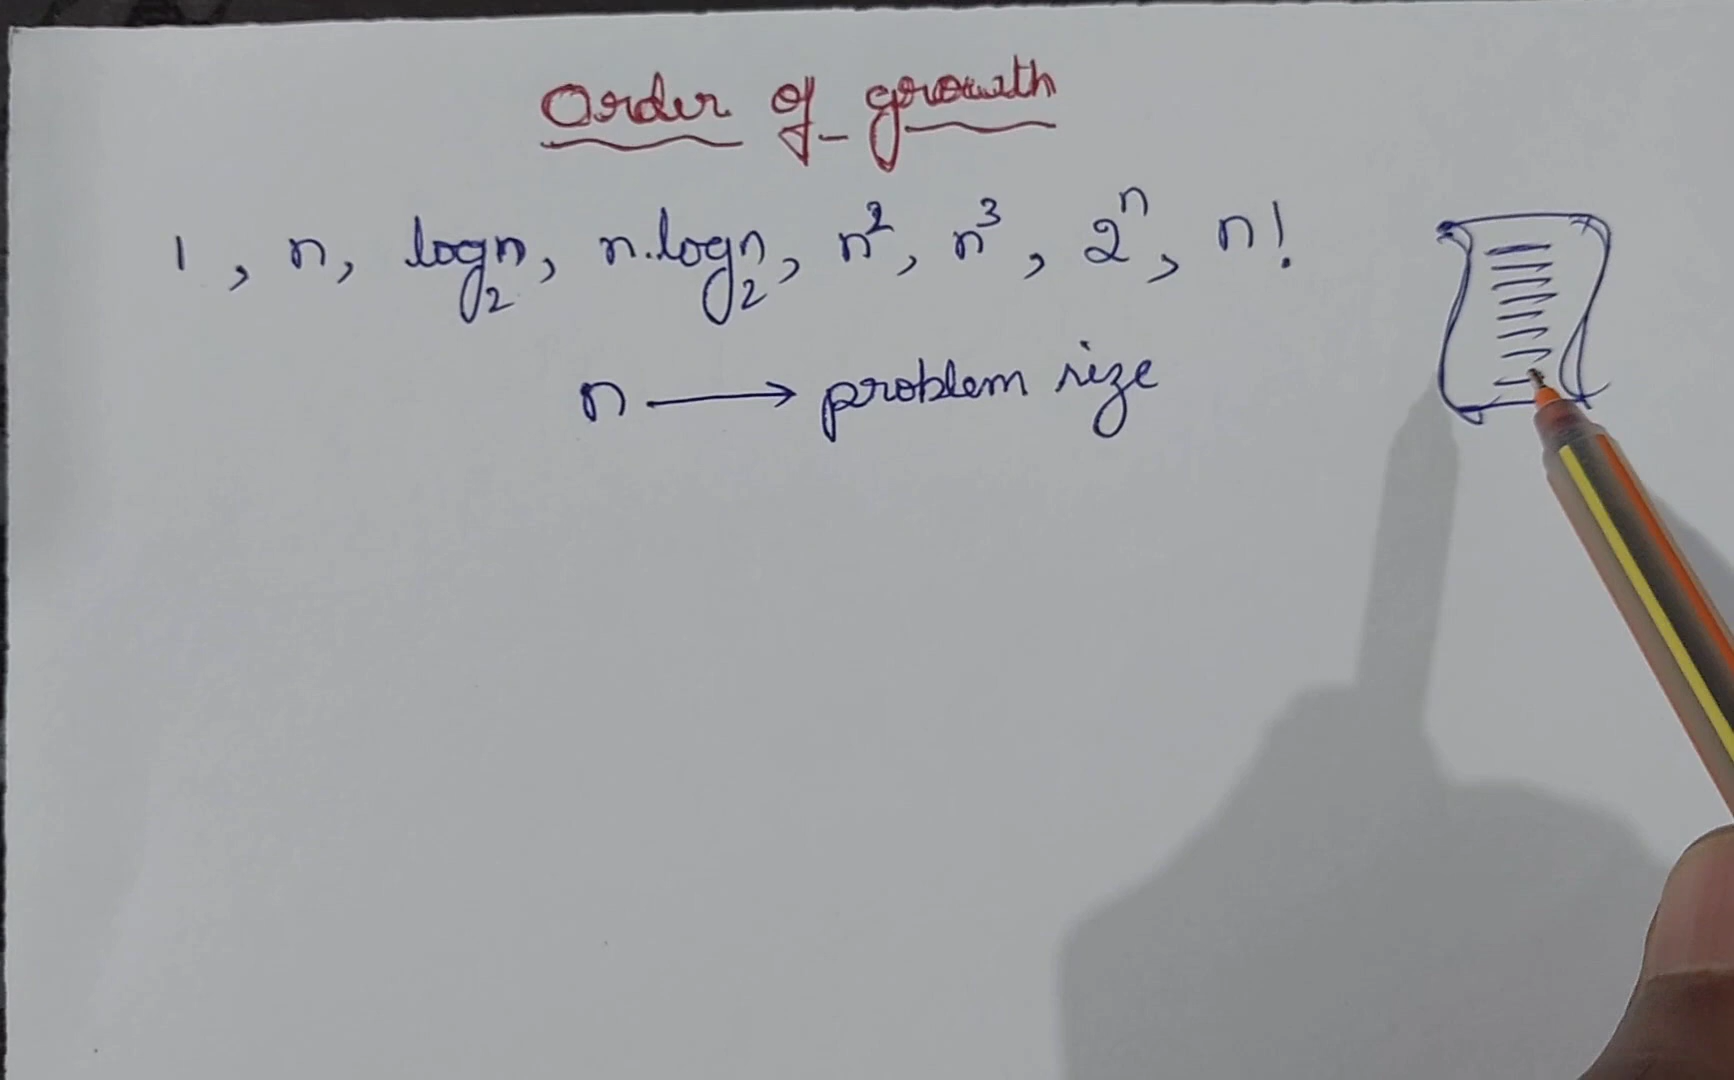 Order of growth
1, n, log₂n, n.log₂n, n², n³, 2ⁿ, n!
n → problem size